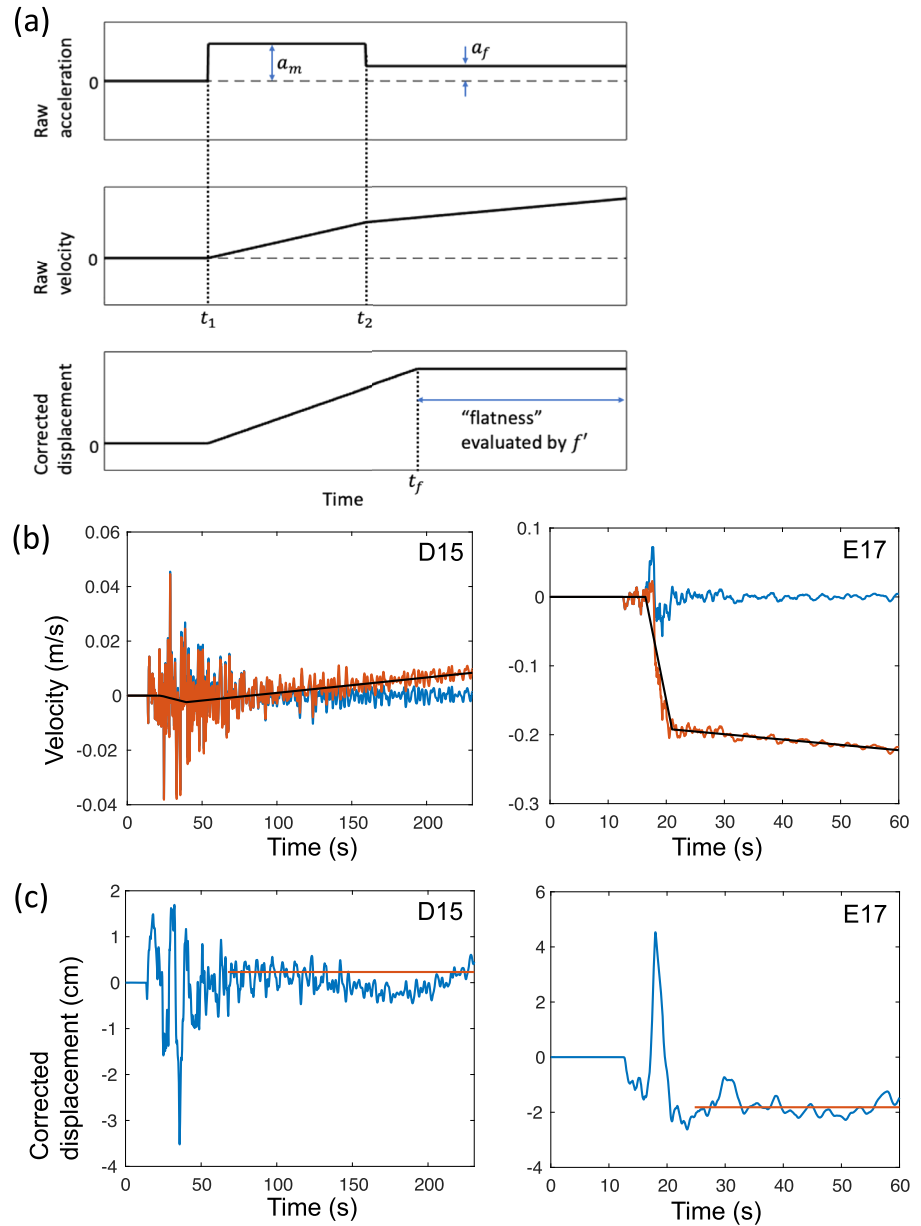 (a)
Raw
acceleration
0
a_m
a_f
Raw
velocity
0
t_1
t_2
Corrected
displacement
0
"flatness"
evaluated by f'
t_f
Time
(b)
D15
Velocity (m/s)
0.06
0.04
0.02
0
-0.02
-0.04
0
50
100
150
200
Time (s)
E17
0.1
0
-0.1
-0.2
-0.3
0
10
20
30
40
50
60
Time (s)
(c)
D15
Corrected
displacement (cm)
2
1
0
-1
-2
-3
-4
0
50
100
150
200
Time (s)
E17
6
4
2
0
-2
-4
0
10
20
30
40
50
60
Time (s)